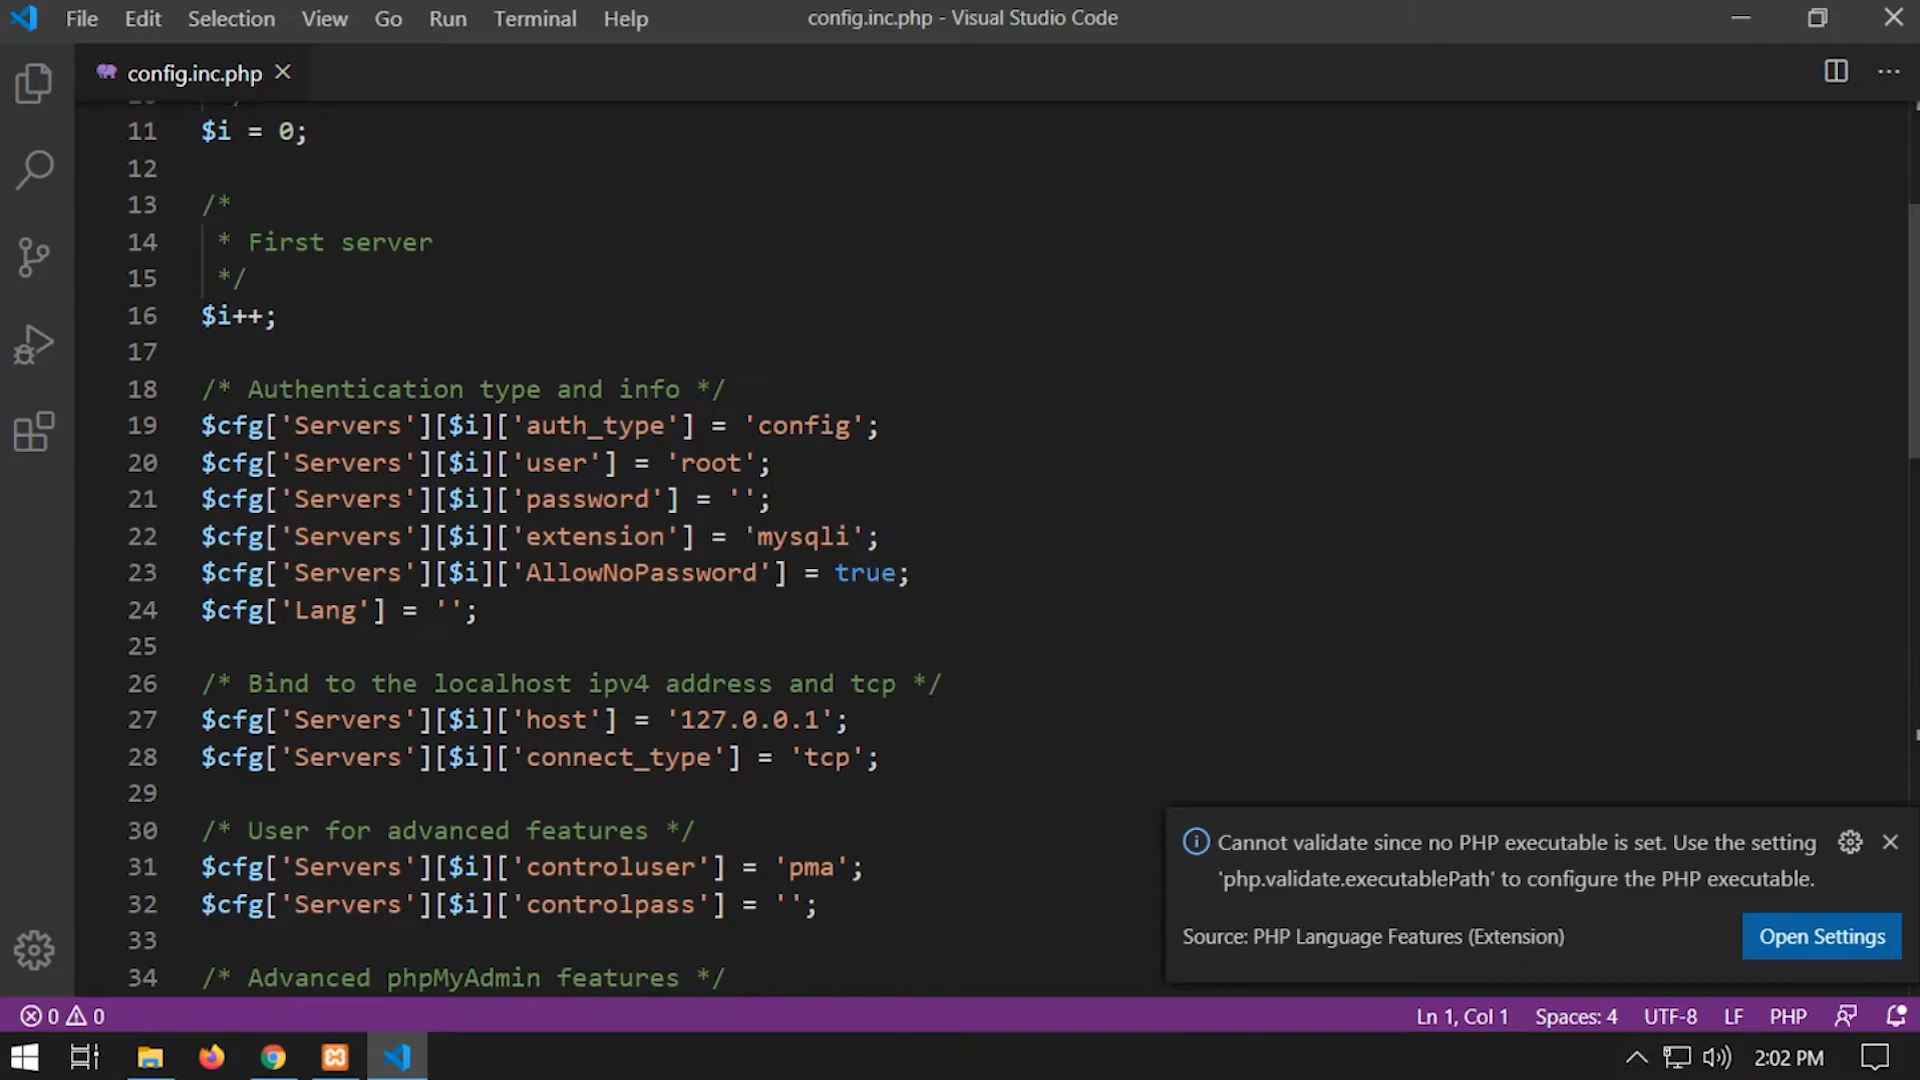 File Edit Selection View Go Run Terminal Help config.inc.php - Visual Studio Code
config.inc.php
11 $i = 0;
12
13 /*
14 * First server
15 */
16 $i++;
17
18 /* Authentication type and info */
19 $cfg['Servers'][$i]['auth_type'] = 'config';
20 $cfg['Servers'][$i]['user'] = 'root';
21 $cfg['Servers'][$i]['password'] = '';
22 $cfg['Servers'][$i]['extension'] = 'mysqli';
23 $cfg['Servers'][$i]['AllowNoPassword'] = true;
24 $cfg['Lang'] = '';
25
26 /* Bind to the localhost ipv4 address and tcp */
27 $cfg['Servers'][$i]['host'] = '127.0.0.1';
28 $cfg['Servers'][$i]['connect_type'] = 'tcp';
29
30 /* User for advanced features */
31 $cfg['Servers'][$i]['controluser'] = 'pma';
32 $cfg['Servers'][$i]['controlpass'] = '';
33
34 /* Advanced phpMyAdmin features */
Cannot validate since no PHP executable is set. Use the setting
'php.validate.executablePath' to configure the PHP executable.
Source: PHP Language Features (Extension) Open Settings
0 0 Ln 1, Col 1 Spaces: 4 UTF-8 LF PHP
2:02 PM